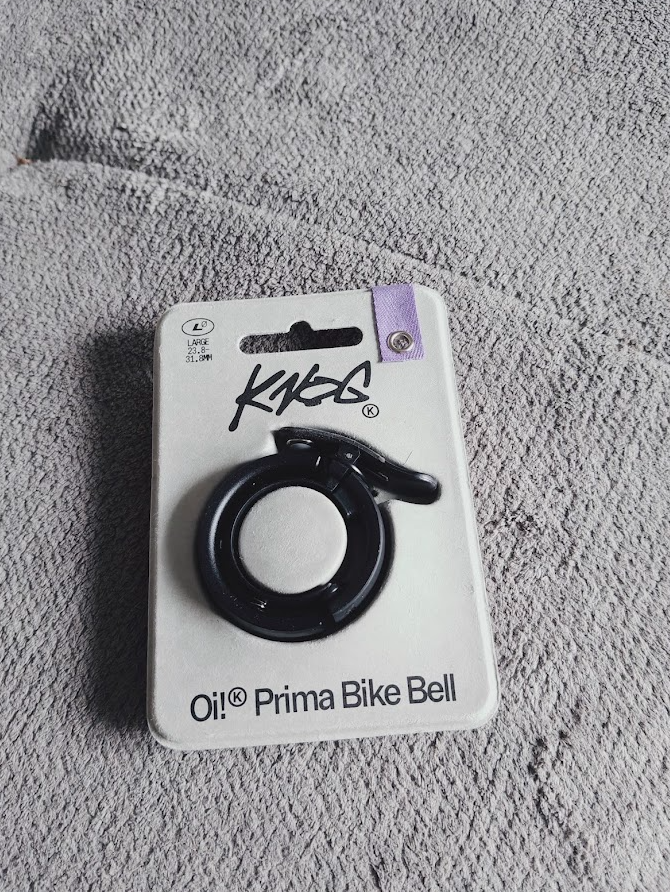 L
LARGE
23.8-
31.8MM
KNOG
K
Oi!Ⓚ Prima Bike Bell